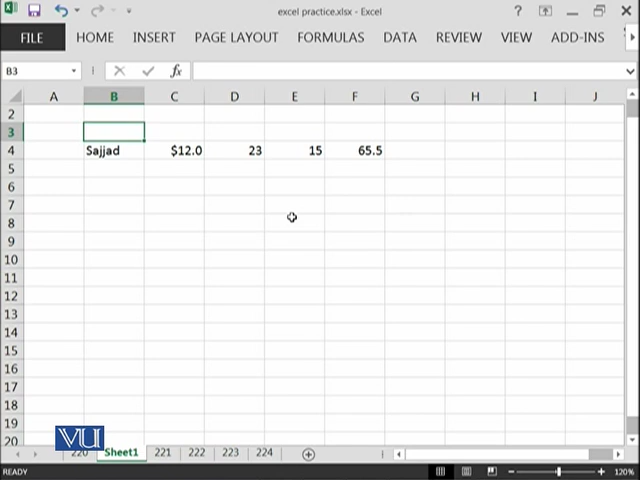 excel practice.xlsx - Excel
?
FILE HOME INSERT PAGE LAYOUT FORMULAS DATA REVIEW VIEW ADD-INS
B3 fx
A B C D E F G H I J
2
3
4 Sajjad $12.0 23 15 65.5
5
6
7
8
9
10
11
12
13
14
15
16
17
18
19
20
VU
220 Sheet1 221 222 223 224
READY 120%